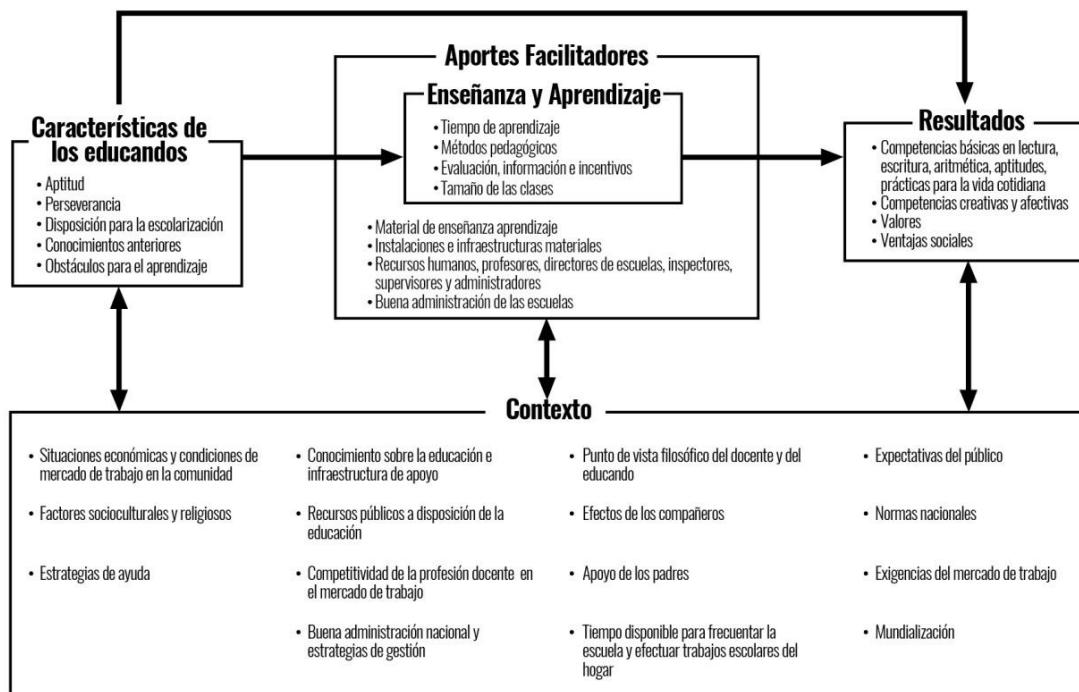 Aportes Facilitadores
Enseñanza y Aprendizaje
• Tiempo de aprendizaje
• Métodos pedagógicos
• Evaluación, información e incentivos
• Tamaño de las clases
• Material de enseñanza aprendizaje
• Instalaciones e infraestructuras materiales
• Recursos humanos, profesores, directores de escuelas, inspectores,
supervisores y administradores
• Buena administración de las escuelas
Características de
los educandos
• Aptitud
• Perseverancia
• Disposición para la escolarización
• Conocimientos anteriores
• Obstáculos para el aprendizaje
Resultados
• Competencias básicas en lectura,
escritura, aritmética, aptitudes,
prácticas para la vida cotidiana
• Competencias creativas y afectivas
• Valores
• Ventajas sociales
Contexto
• Situaciones económicas y condiciones de
mercado de trabajo en la comunidad
• Factores socioculturales y religiosos
• Estrategias de ayuda
• Conocimiento sobre la educación e
infraestructura de apoyo
• Recursos públicos a disposición de la
educación
• Competitividad de la profesión docente en
el mercado de trabajo
• Buena administración nacional y
estrategias de gestión
• Punto de vista filosófico del docente y del
educando
• Efectos de los compañeros
• Apoyo de los padres
• Tiempo disponible para frecuentar la
escuela y efectuar trabajos escolares del
hogar
• Expectativas del público
• Normas nacionales
• Exigencias del mercado de trabajo
• Mundialización